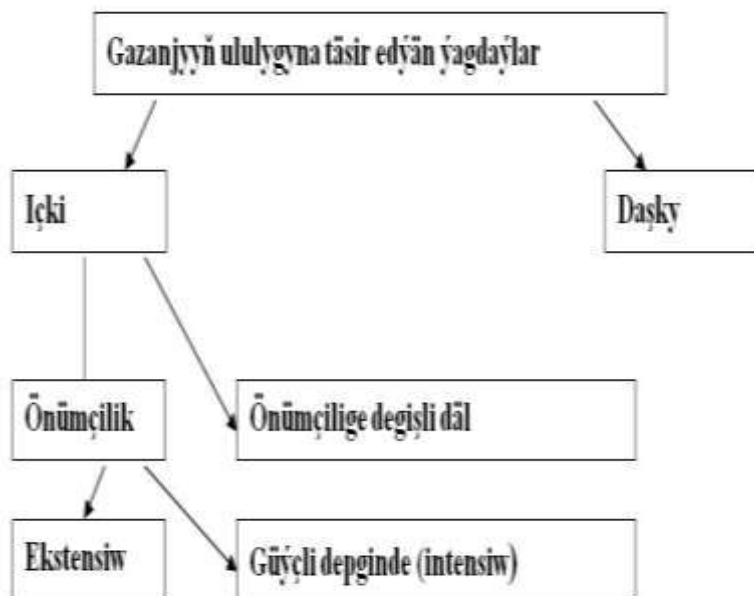 Gazanjyyň ululygyna täsir edýän ýagdaýlar
Içki
Daşky
Önümçilik
Önümçilige degişli däl
Ekstensiw
Güýçli depginde (intensiw)